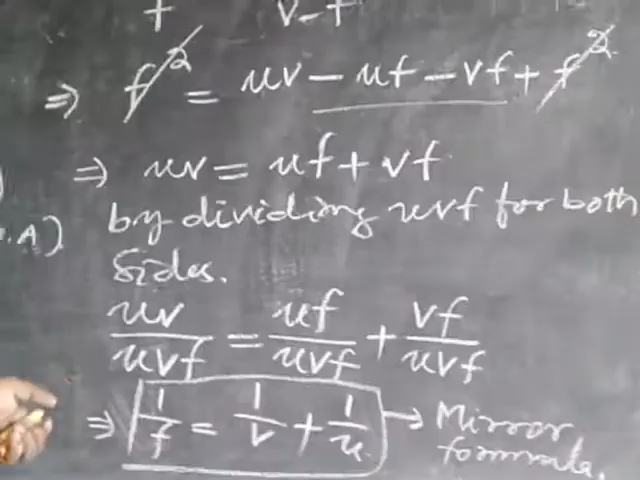 f v-f
⇒ f² = uv - uf - vf + f²
⇒ uv = uf + vf
.A) by dividing uvf for both
sides.
uv/uvf = uf/uvf + vf/uvf
⇒ 1/f = 1/v + 1/u → Mirror
formula.